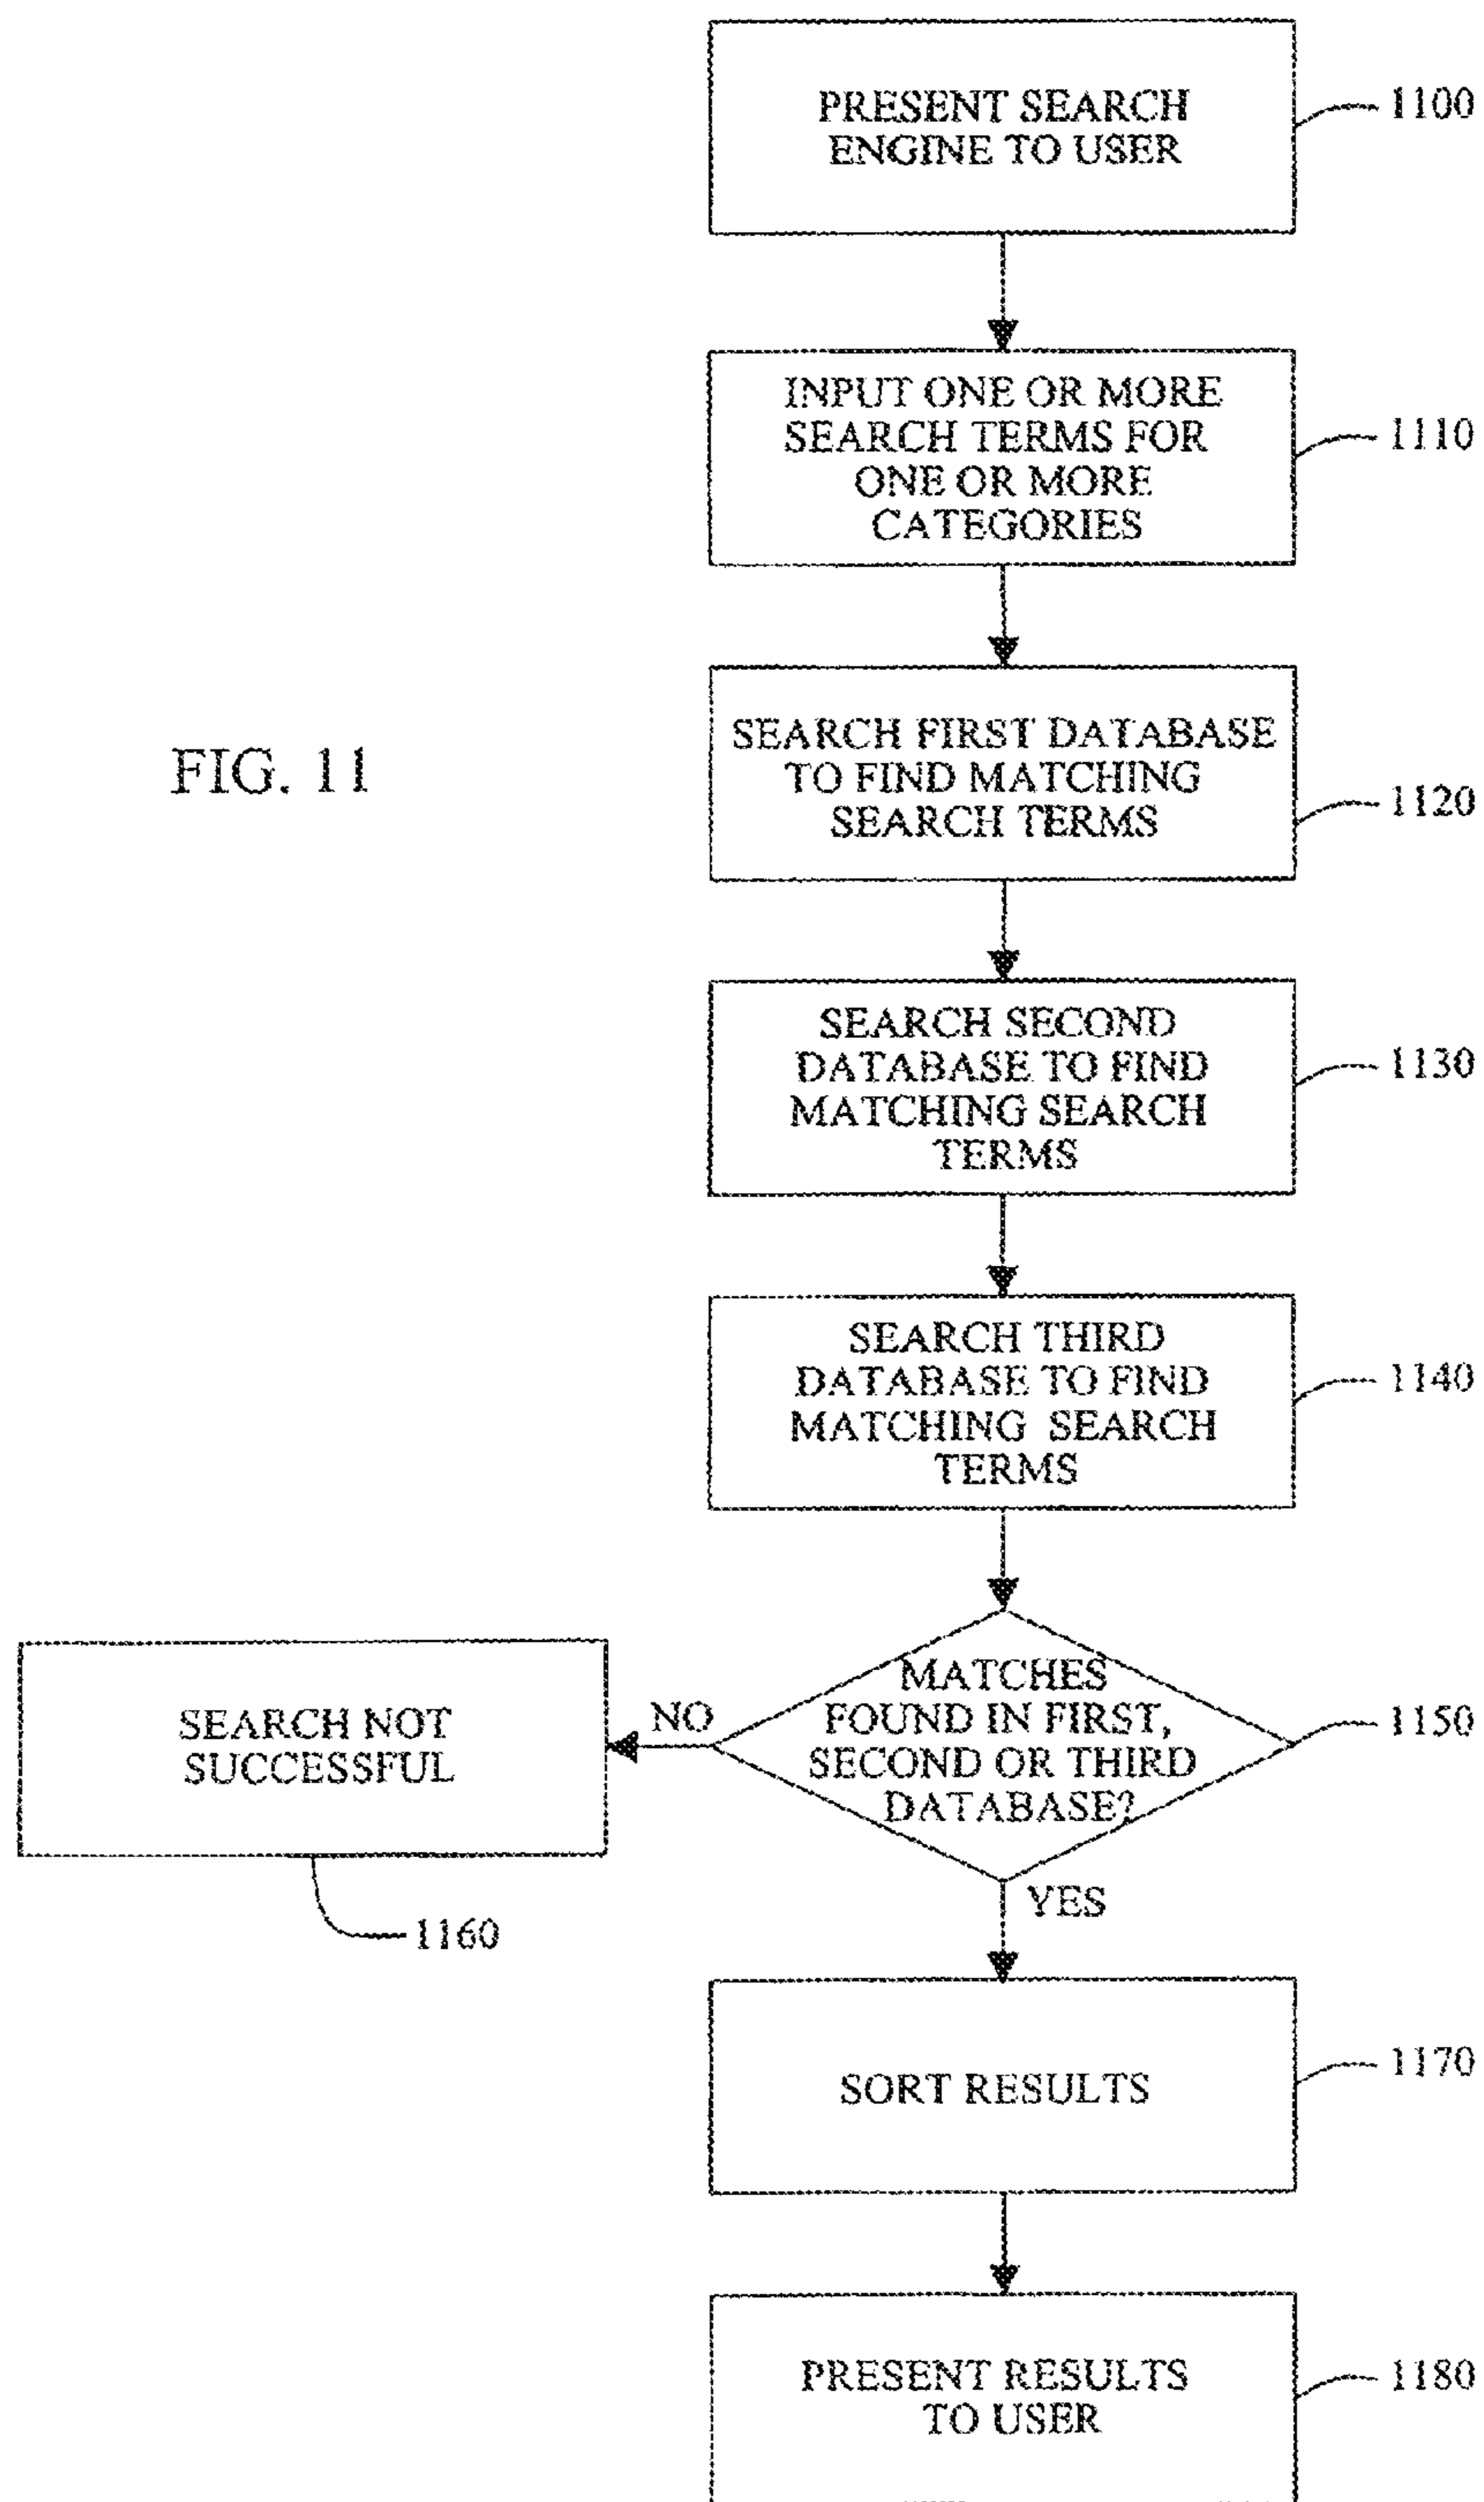 PRESENT SEARCH
ENGINE TO USER
1100
INPUT ONE OR MORE
SEARCH TERMS FOR
ONE OR MORE
CATEGORIES
1110
FIG. 11
SEARCH FIRST DATABASE
TO FIND MATCHING
SEARCH TERMS
1120
SEARCH SECOND
DATABASE TO FIND
MATCHING SEARCH
TERMS
1130
SEARCH THIRD
DATABASE TO FIND
MATCHING SEARCH
TERMS
1140
MATCHES
FOUND IN FIRST,
SECOND OR THIRD
DATABASE?
1150
NO
SEARCH NOT
SUCCESSFUL
1160
YES
SORT RESULTS
1170
PRESENT RESULTS
TO USER
1180